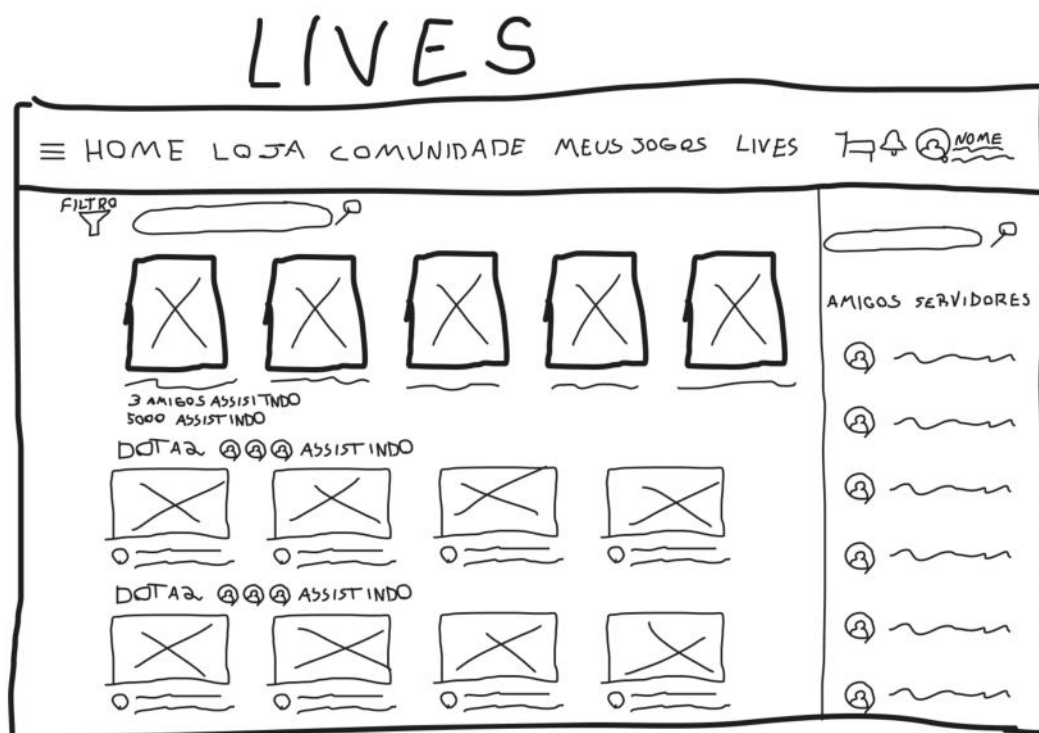 LIVES
HOME LOJA COMUNIDADE MEUS JOGOS LIVES NOME
FILTRO
AMIGOS SERVIDORES
3 AMIGOS ASSISITNDO
5000 ASSISTINDO
DOTA2 ASSISTINDO
DOTA2 ASSISTINDO